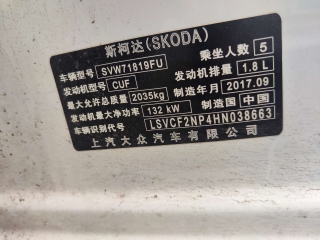 斯柯达(SKODA)
车辆型号 SVW71819FU 乘坐人数 5
发动机型号 CUF 发动机排量 1.8 L
最大允许总质量 2035kg 制造年月 2017.09
发动机最大净功率 132 kW 制造国 中国
车辆识别代号 LSVCF2NP4HN038663
上汽大众汽车有限公司